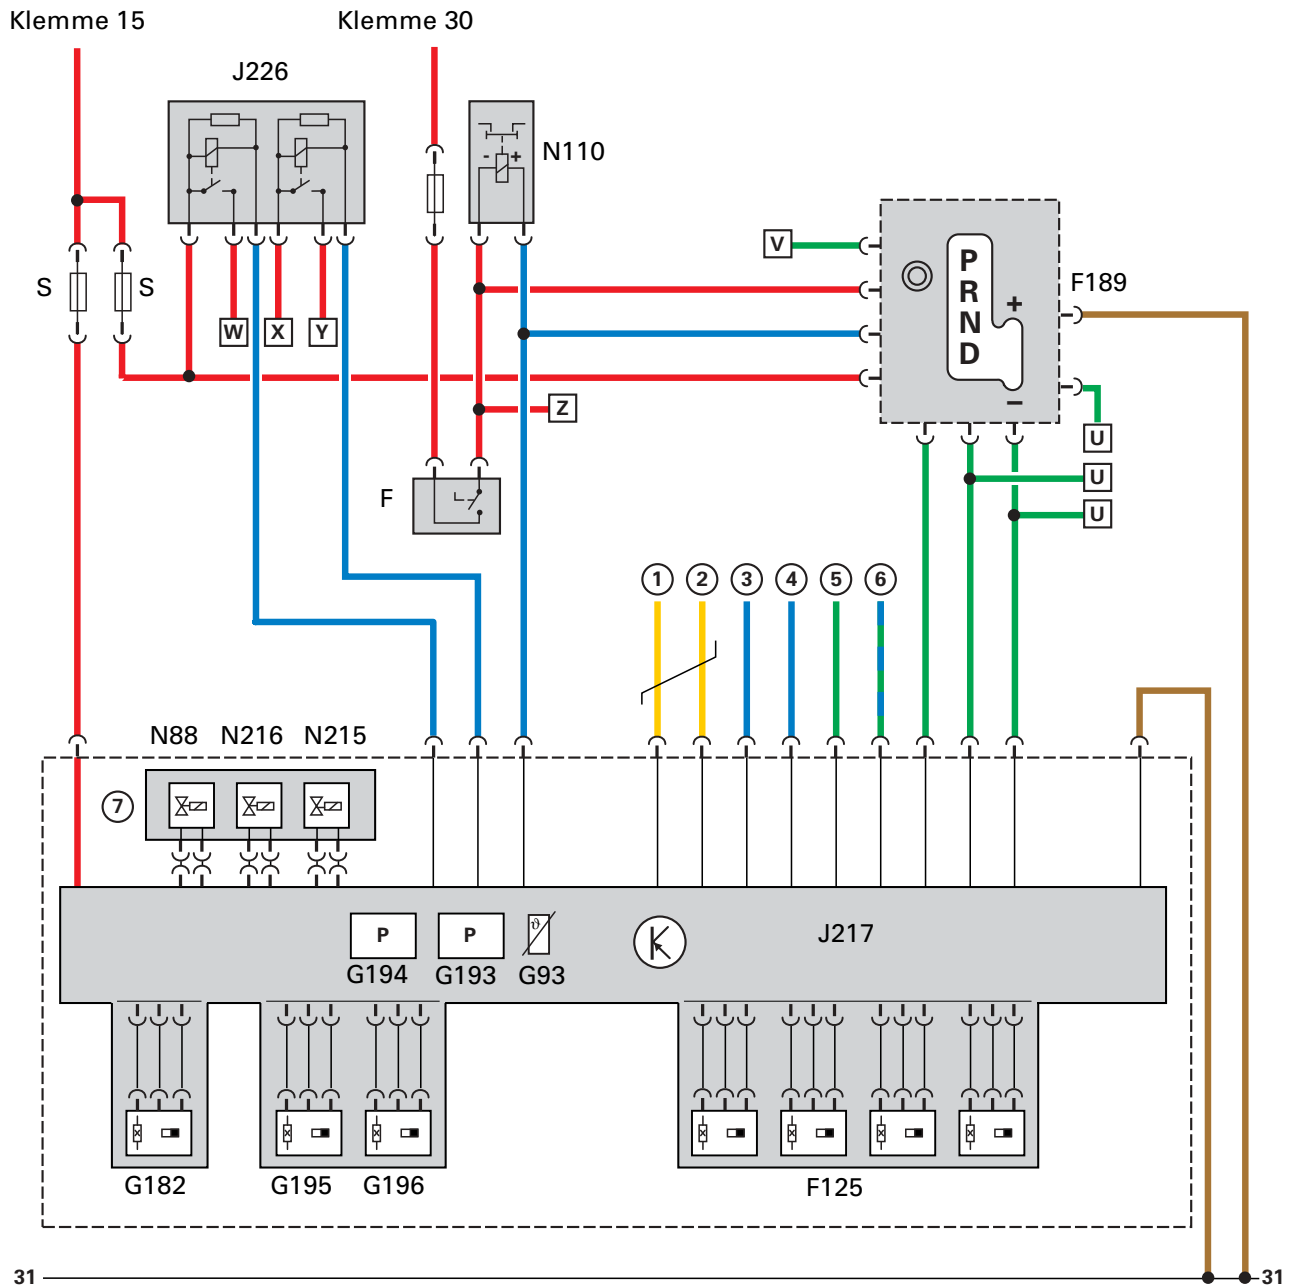 Klemme 15
Klemme 30
J226
N110
- +
V
P
R
N
D
+
−
F189
S
S
W
X
Y
Z
U
U
U
F
1
2
3
4
5
6
N88
N216
N215
7
P
P
ϑ
J217
G194
G193
G93
G182
G195
G196
F125
31
31